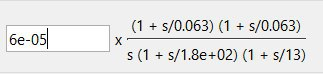 (1 + s/0.063) (1 + s/0.063)
6e-05 x
s (1 + s/1.8e+02) (1 + s/13)